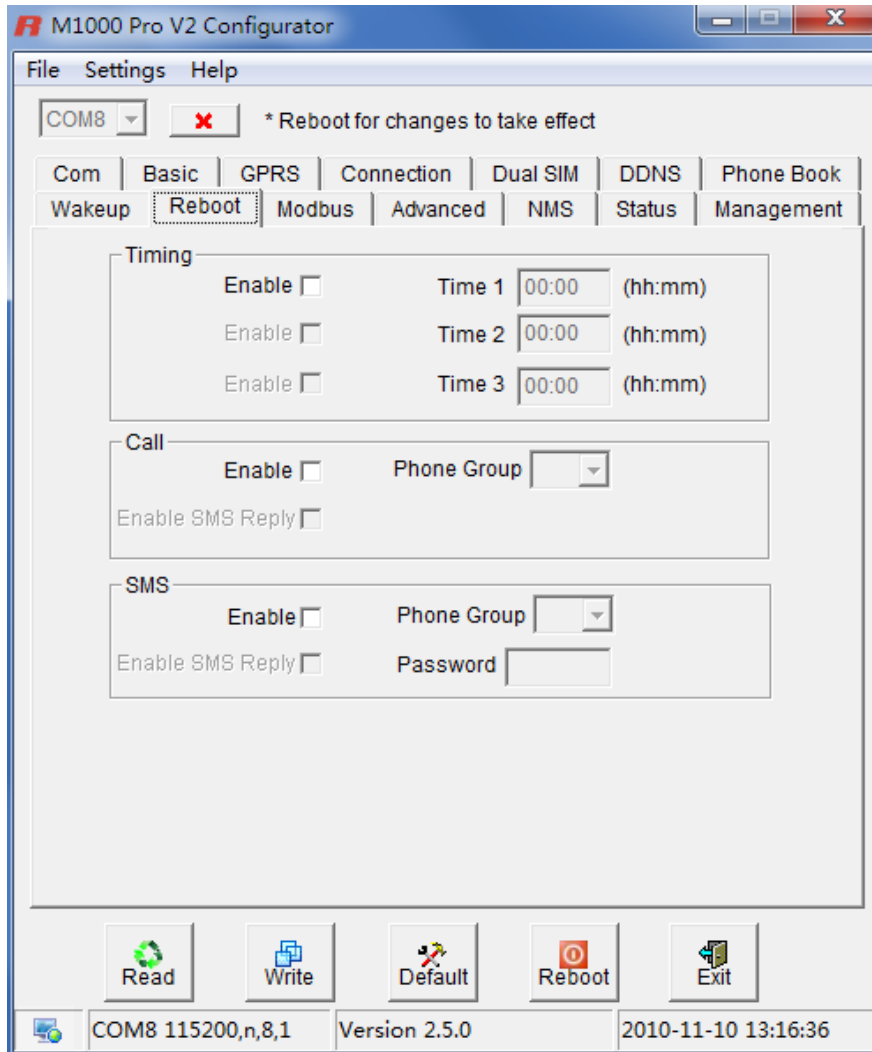 M1000 Pro V2 Configurator
File Settings Help
COM8 * Reboot for changes to take effect
Com Basic GPRS Connection Dual SIM DDNS Phone Book
Wakeup Reboot Modbus Advanced NMS Status Management
Timing
Enable Time 1 00:00 (hh:mm)
Enable Time 2 00:00 (hh:mm)
Enable Time 3 00:00 (hh:mm)
Call
Enable Phone Group
Enable SMS Reply
SMS
Enable Phone Group
Enable SMS Reply Password
Read Write Default Reboot Exit
COM8 115200,n,8,1 Version 2.5.0 2010-11-10 13:16:36